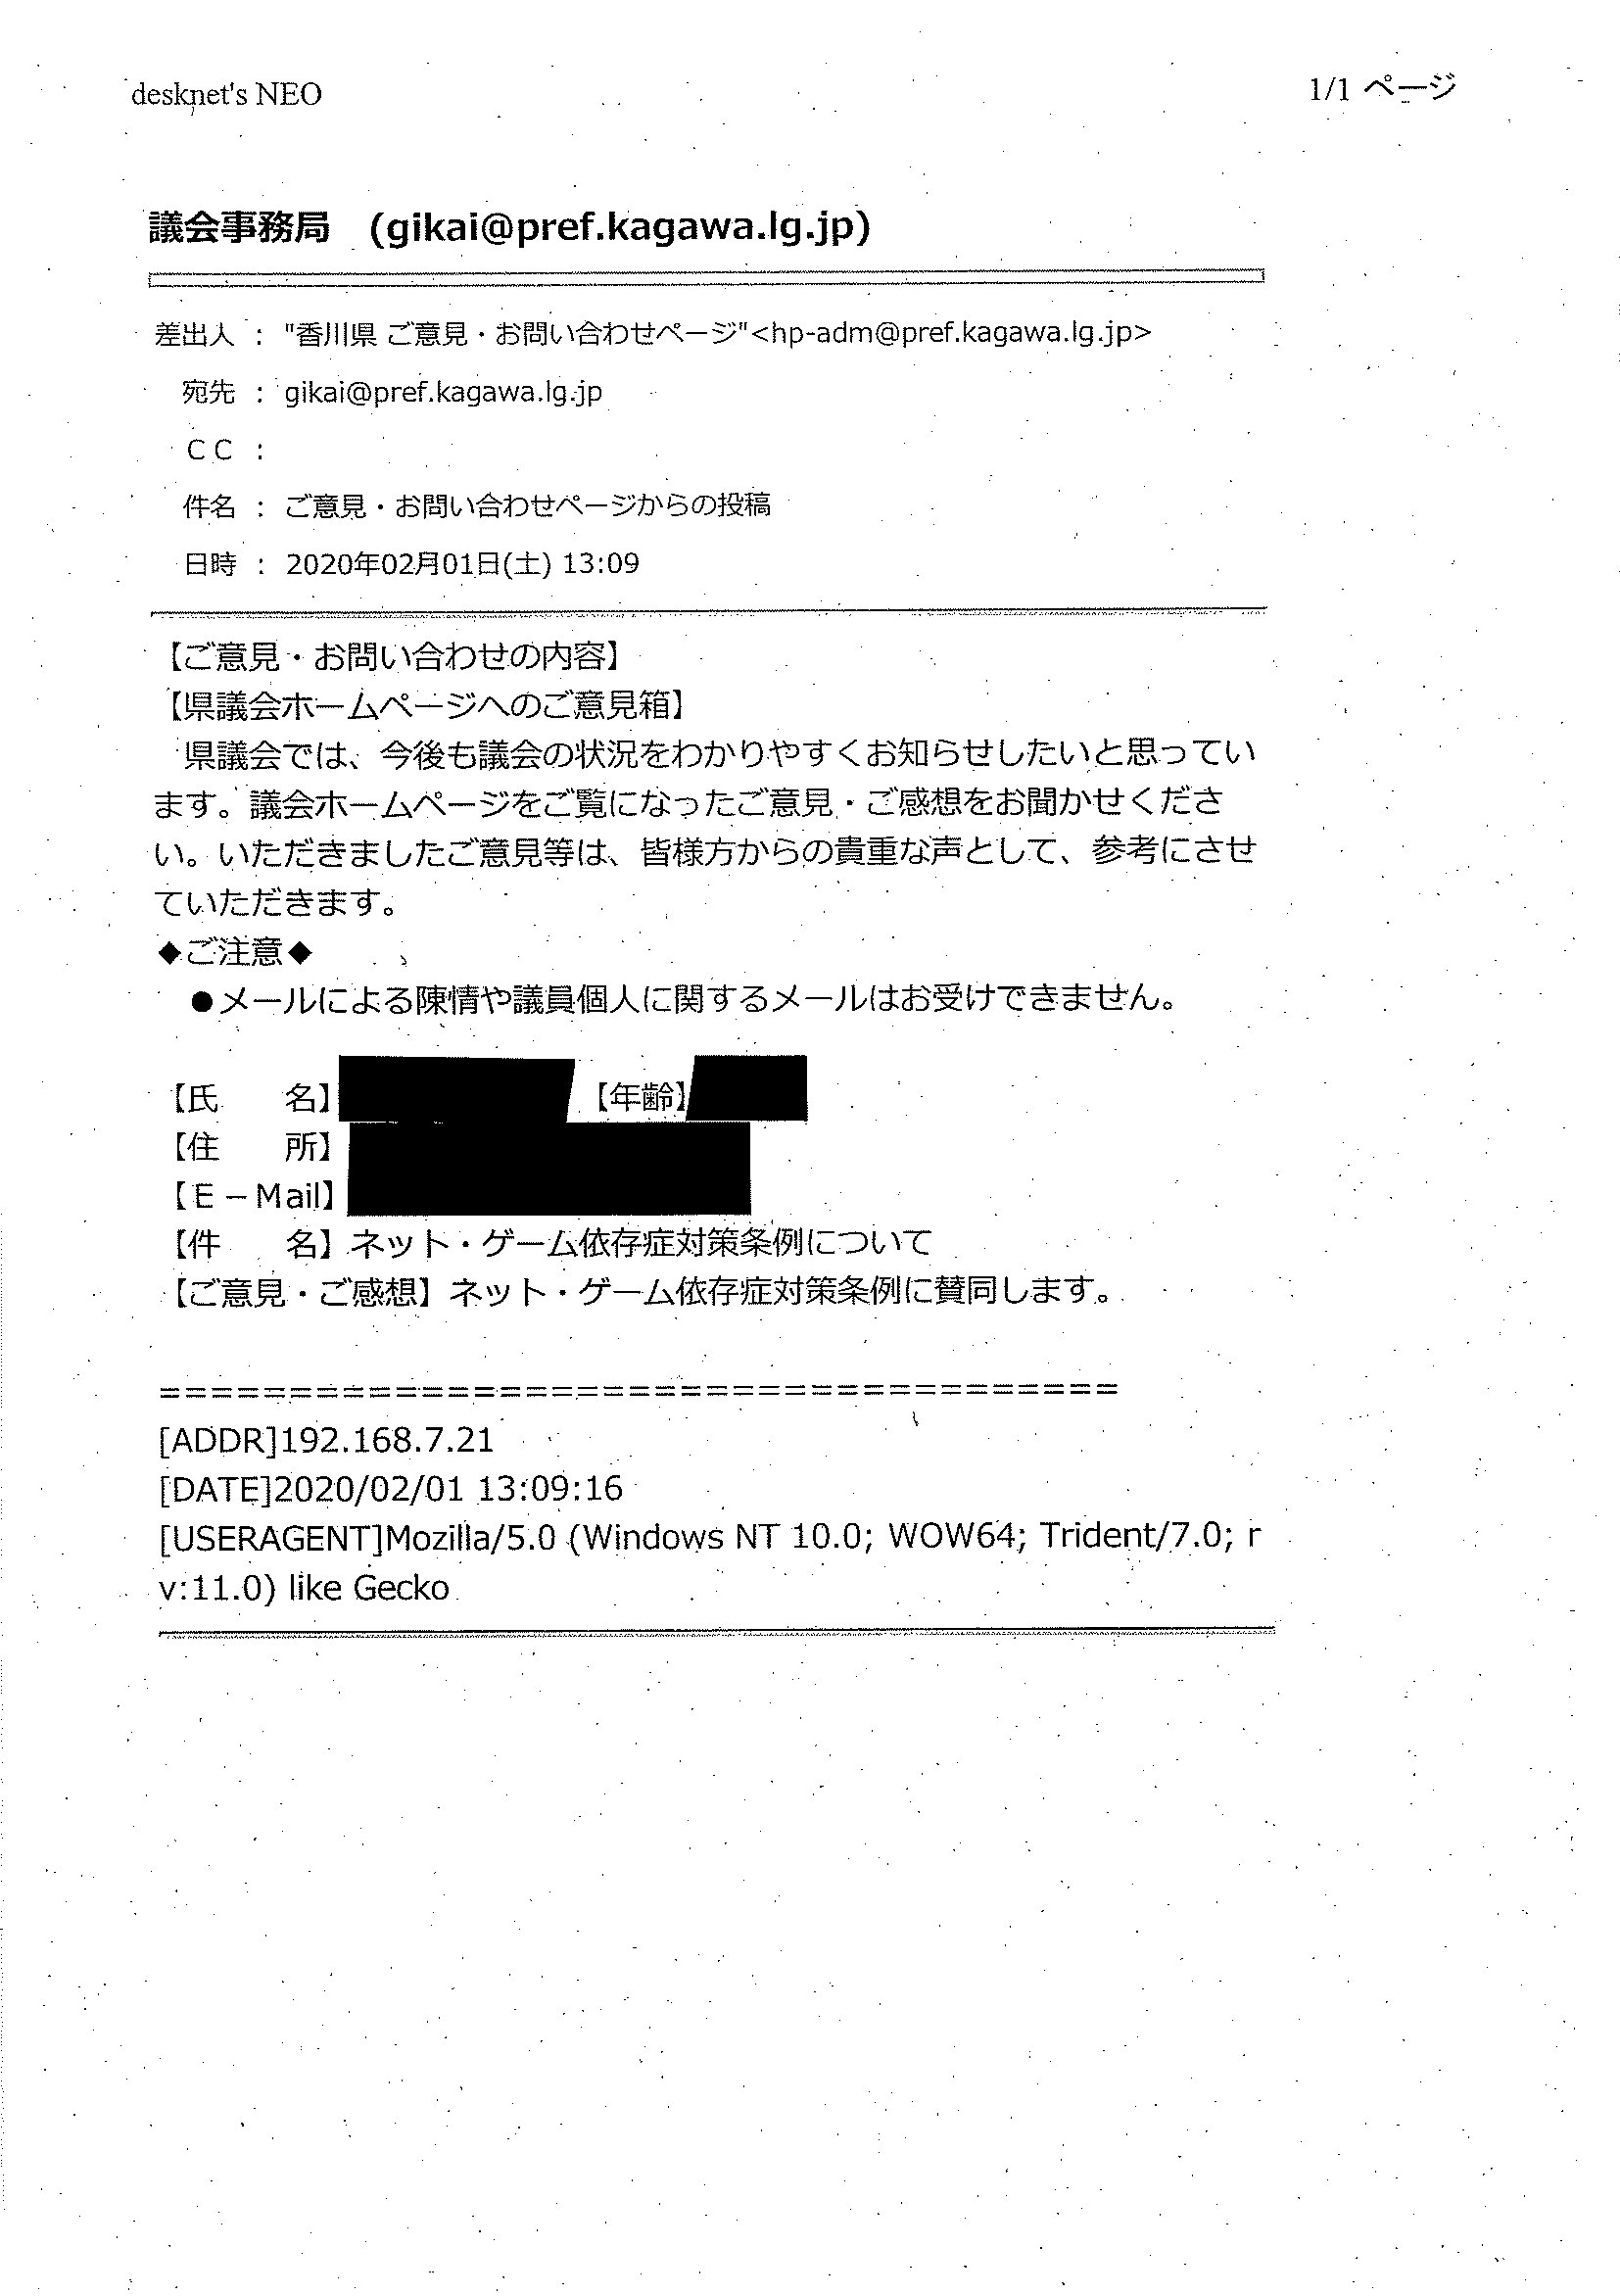 desknet's NEO
1/1 ページ
議会事務局　(gikai@pref.kagawa.lg.jp)
差出人 ： "香川県 ご意見・お問い合わせページ"<hp-adm@pref.kagawa.lg.jp>
宛先 ： gikai@pref.kagawa.lg.jp
ＣＣ ：
件名 ： ご意見・お問い合わせページからの投稿
日時 ： 2020年02月01日(土) 13:09
【ご意見・お問い合わせの内容】
【県議会ホームページへのご意見箱】
　県議会では、今後も議会の状況をわかりやすくお知らせしたいと思ってい
ます。議会ホームページをご覧になったご意見・ご感想をお聞かせくださ
い。いただきましたご意見等は、皆様方からの貴重な声として、参考にさせ
ていただきます。
◆ご注意◆
　●メールによる陳情や議員個人に関するメールはお受けできません。
【氏　　名】　【年齢】
【住　　所】
【Ｅ－Mail】
【件　　名】ネット・ゲーム依存症対策条例について
【ご意見・ご感想】ネット・ゲーム依存症対策条例に賛同します。
=====================================
[ADDR]192.168.7.21
[DATE]2020/02/01 13:09:16
[USERAGENT]Mozilla/5.0 (Windows NT 10.0; WOW64; Trident/7.0; r
v:11.0) like Gecko